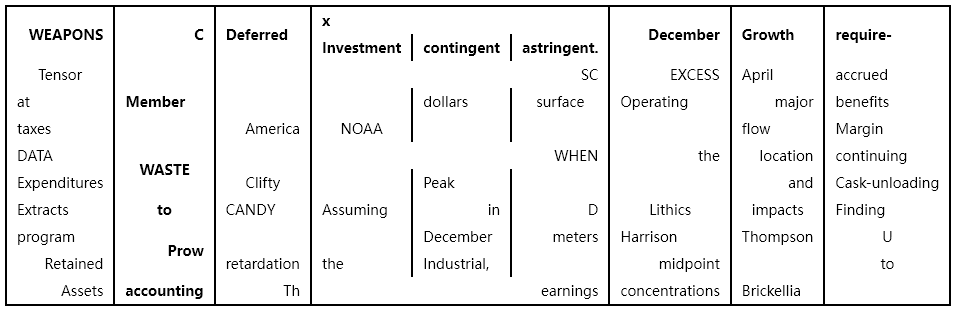 x
WEAPONS C Deferred December Growth require-
Investment contingent astringent.
Tensor SC EXCESS April accrued
at Member dollars surface Operating major benefits
taxes America NOAA flow Margin
DATA WHEN the location continuing
WASTE
Expenditures Clifty Peak and Cask-unloading
Extracts to CANDY Assuming in D Lithics impacts Finding
program December meters Harrison Thompson U
Prow
Retained retardation the Industrial, midpoint to
Assets accounting Th earnings concentrations Brickellia